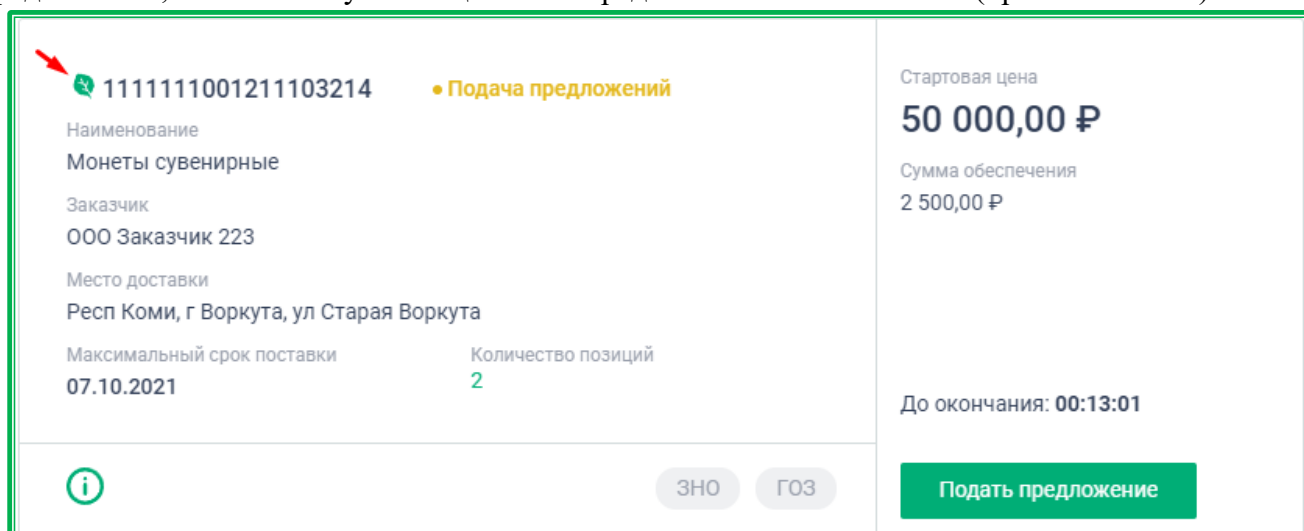 1111111001211103214
• Подача предложений
Наименование
Монеты сувенирные
Заказчик
ООО Заказчик 223
Место доставки
Респ Коми, г Воркута, ул Старая Воркута
Максимальный срок поставки
07.10.2021
Количество позиций
2
ЗНО
ГОЗ
Стартовая цена
50 000,00 ₽
Сумма обеспечения
2 500,00 ₽
До окончания: 00:13:01
Подать предложение